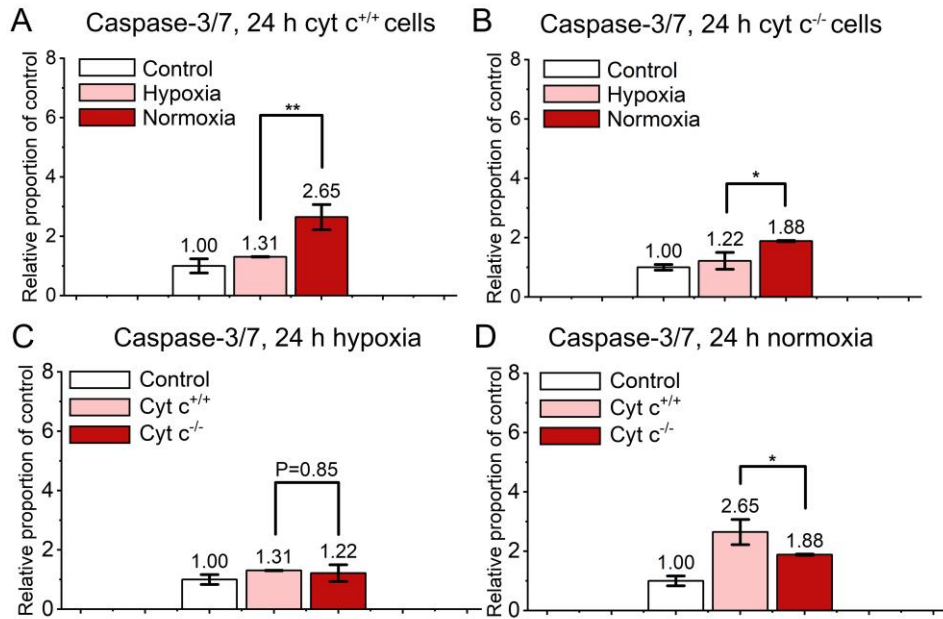 A Caspase-3/7, 24 h cyt c+/+ cells
Relative proportion of control
8
6
4
2
0
Control
Hypoxia
Normoxia
**
1.00
1.31
2.65
B Caspase-3/7, 24 h cyt c-/- cells
Relative proportion of control
8
6
4
2
0
Control
Hypoxia
Normoxia
*
1.00
1.22
1.88
C Caspase-3/7, 24 h hypoxia
Relative proportion of control
8
6
4
2
0
Control
Cyt c+/+
Cyt c-/-
P=0.85
1.00
1.31
1.22
D Caspase-3/7, 24 h normoxia
Relative proportion of control
8
6
4
2
0
Control
Cyt c+/+
Cyt c-/-
*
1.00
2.65
1.88